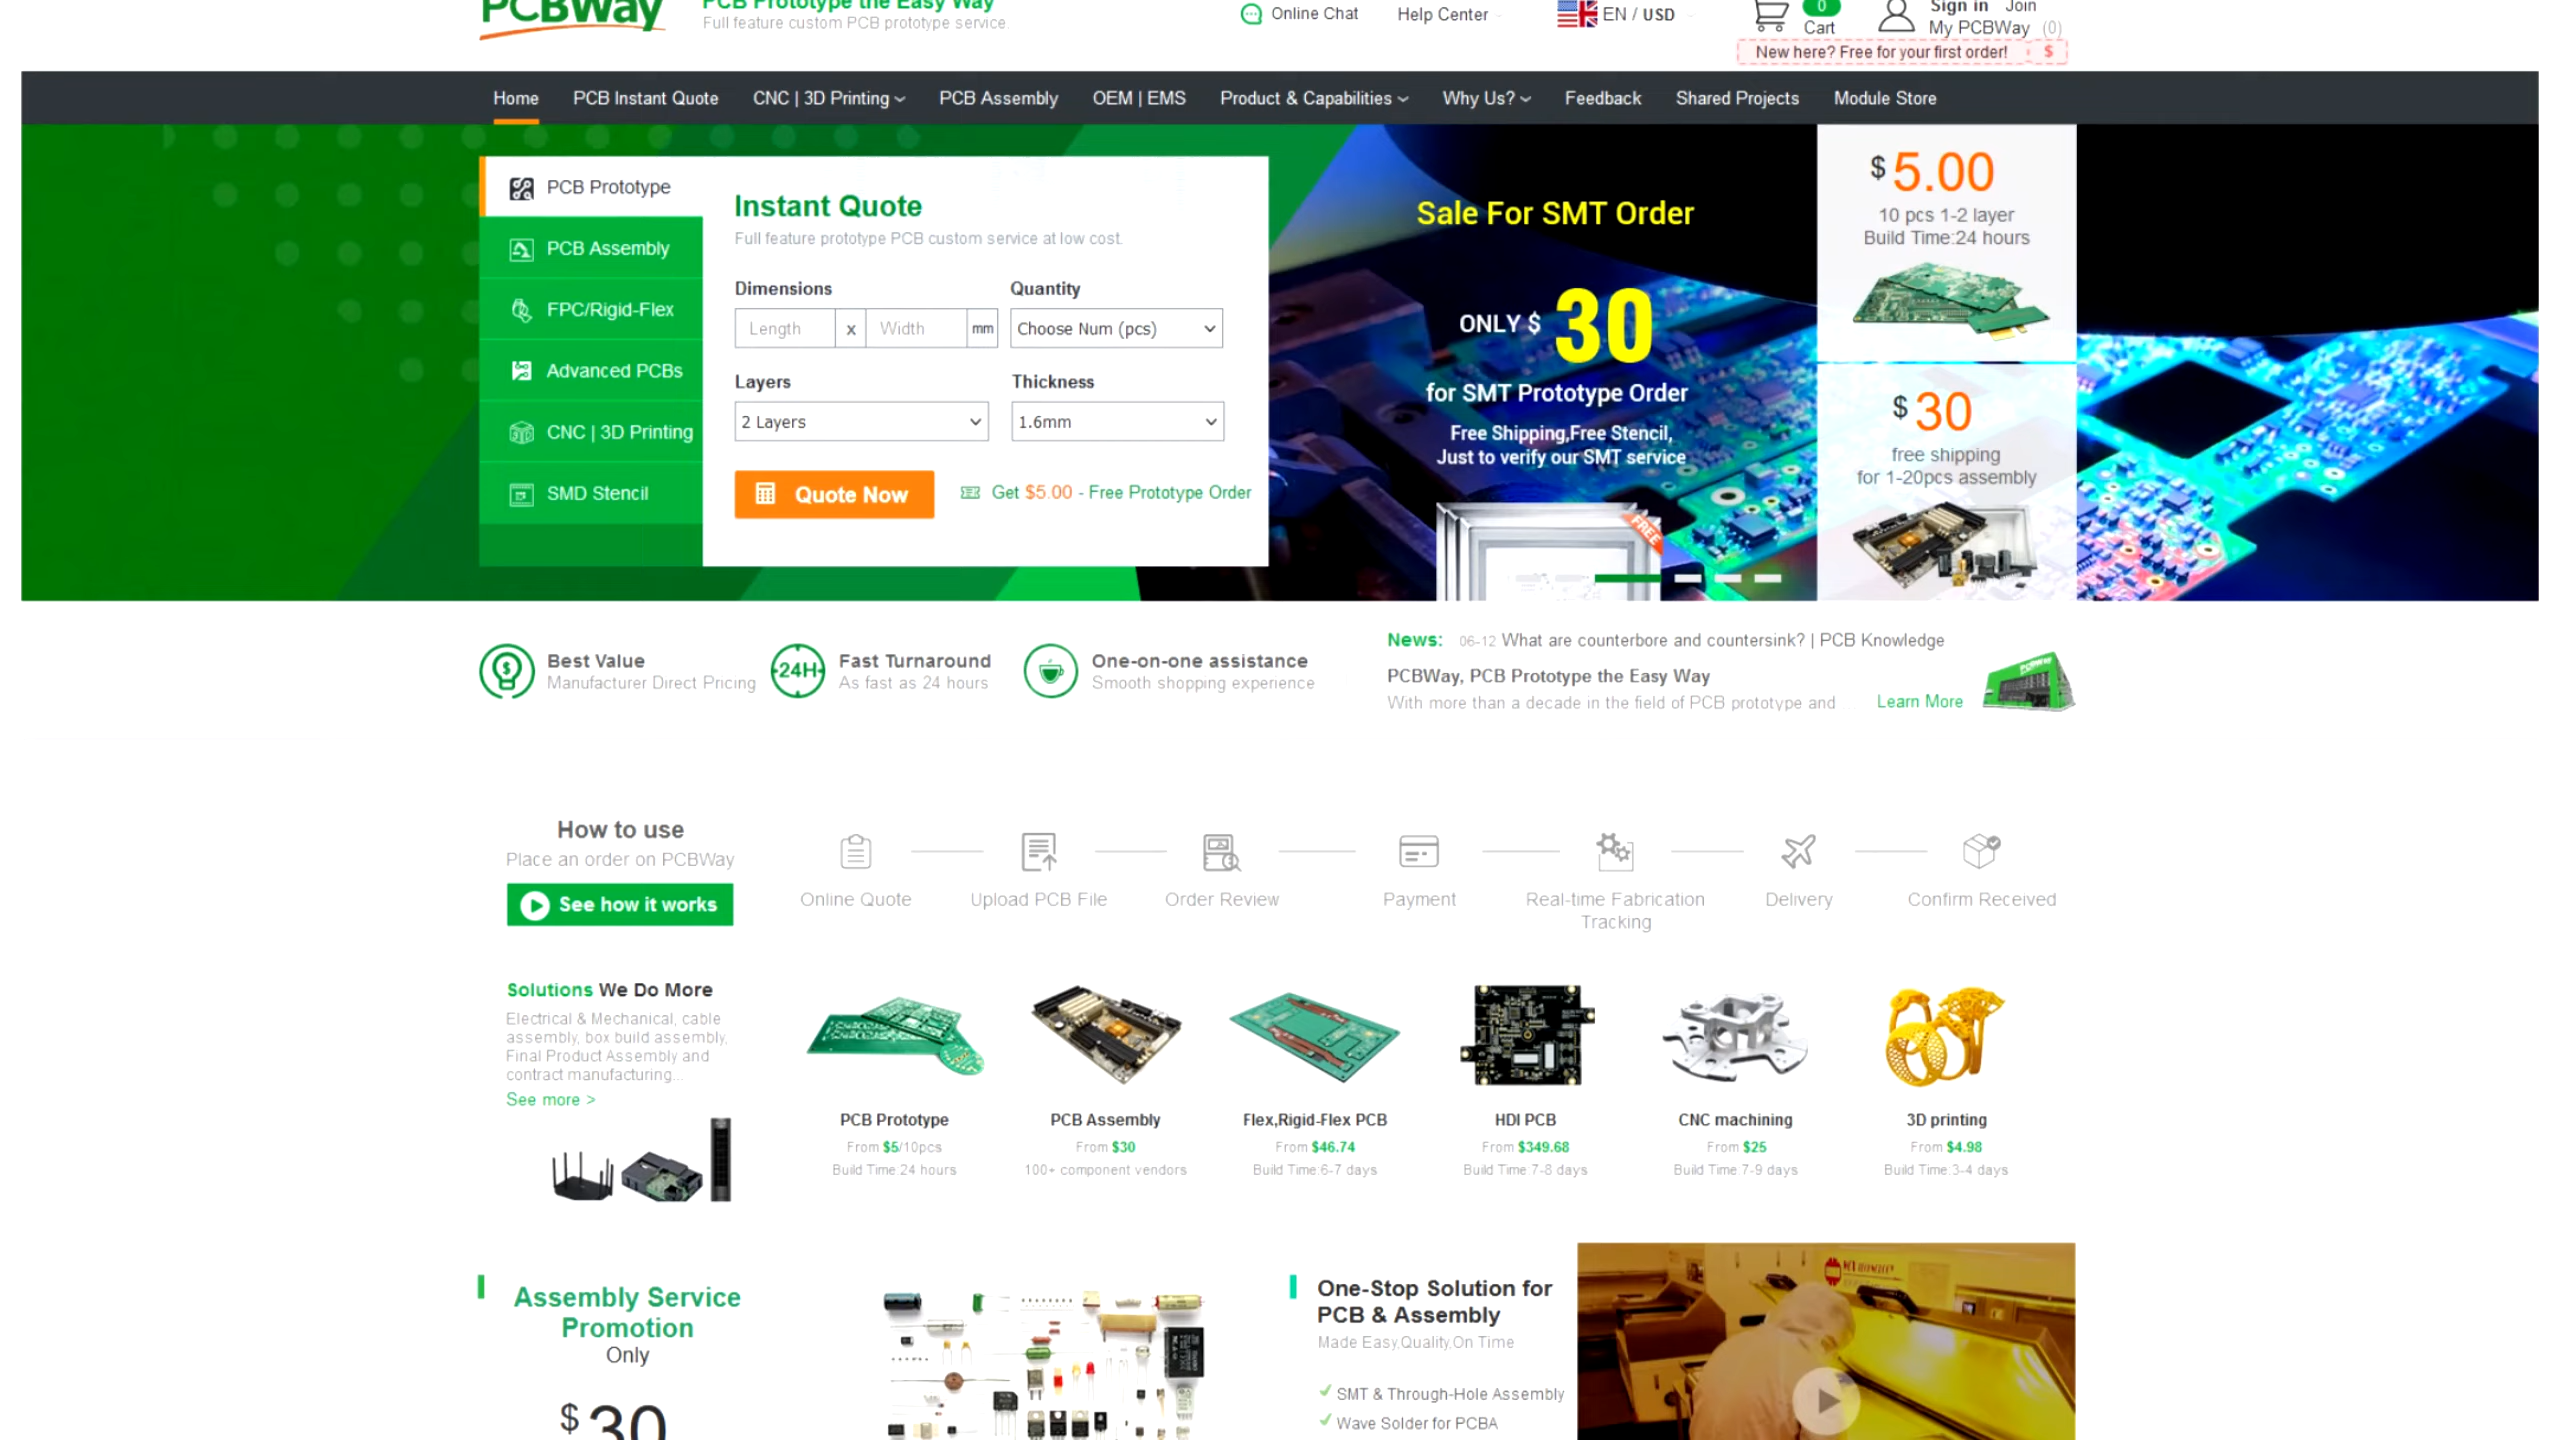 PCBWay
PCB Prototype the Easy Way
Full feature custom PCB prototype service.
Online Chat
Help Center
EN / USD
0
Cart
Sign in Join
My PCBWay (0)
New here? Free for your first order! $
Home
PCB Instant Quote
CNC | 3D Printing
PCB Assembly
OEM | EMS
Product & Capabilities
Why Us?
Feedback
Shared Projects
Module Store
PCB Prototype
PCB Assembly
FPC/Rigid-Flex
Advanced PCBs
CNC | 3D Printing
SMD Stencil
Instant Quote
Full feature prototype PCB custom service at low cost.
Dimensions
Quantity
Length x Width mm
Choose Num (pcs)
Layers
Thickness
2 Layers
1.6mm
Quote Now
Get $5.00 - Free Prototype Order
Sale For SMT Order
ONLY $ 30
for SMT Prototype Order
Free Shipping,Free Stencil,
Just to verify our SMT service
FREE
$ 5.00
10 pcs 1-2 layer
Build Time:24 hours
$ 30
free shipping
for 1-20pcs assembly
Best Value
Manufacturer Direct Pricing
24H
Fast Turnaround
As fast as 24 hours
One-on-one assistance
Smooth shopping experience
News: 06-12 What are counterbore and countersink? | PCB Knowledge
PCBWay, PCB Prototype the Easy Way
With more than a decade in the field of PCB prototype and ...
Learn More
PCBWay
How to use
Place an order on PCBWay
See how it works
Online Quote
Upload PCB File
Order Review
Payment
Real-time Fabrication
Tracking
Delivery
Confirm Received
Solutions We Do More
Electrical & Mechanical, cable
assembly, box build assembly,
Final Product Assembly and
contract manufacturing...
See more >
PCB Prototype
From $5/10pcs
Build Time:24 hours
PCB Assembly
From $30
100+ component vendors
Flex,Rigid-Flex PCB
From $46.74
Build Time:6-7 days
HDI PCB
From $349.68
Build Time:7-8 days
CNC machining
From $25
Build Time:7-9 days
3D printing
From $4.98
Build Time:3-4 days
Assembly Service
Promotion
Only
$ 30
One-Stop Solution for
PCB & Assembly
Made Easy,Quality,On Time
SMT & Through-Hole Assembly
Wave Solder for PCBA